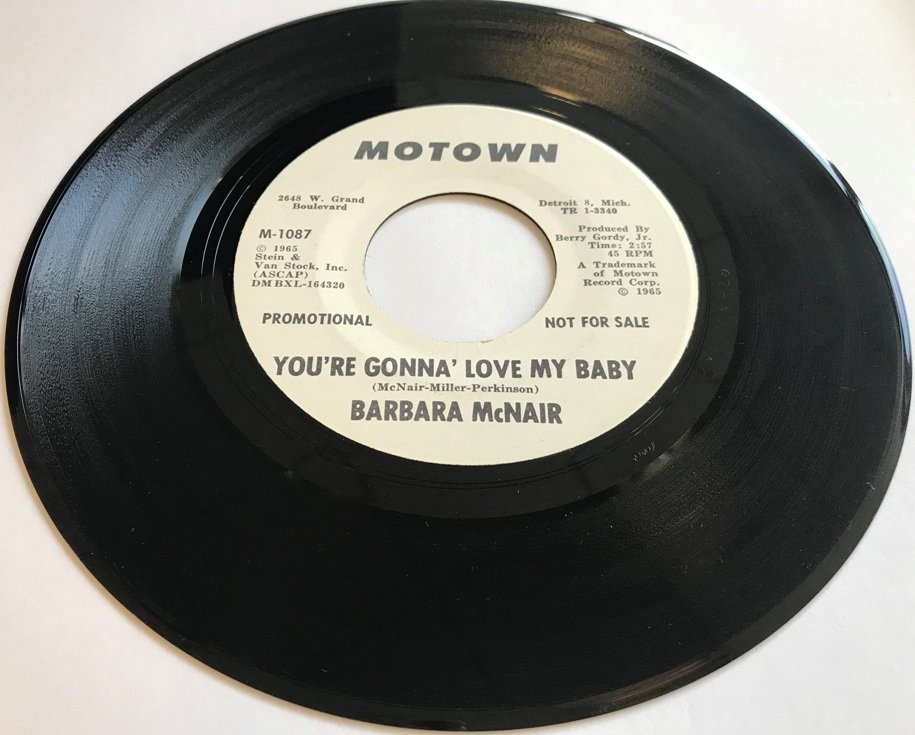 MOTOWN
2648 W. Grand
Boulevard
Detroit 8, Mich.
TR 1-3340
M-1087
© 1965
Stein &
Van Stock, Inc.
(ASCAP)
DMBXL-164320
Produced By
Berry Gordy, Jr.
Time: 2:57
45 RPM
A Trademark
of Motown
Record Corp.
© 1965
PROMOTIONAL
NOT FOR SALE
YOU'RE GONNA' LOVE MY BABY
(McNair-Miller-Perkinson)
BARBARA McNAIR